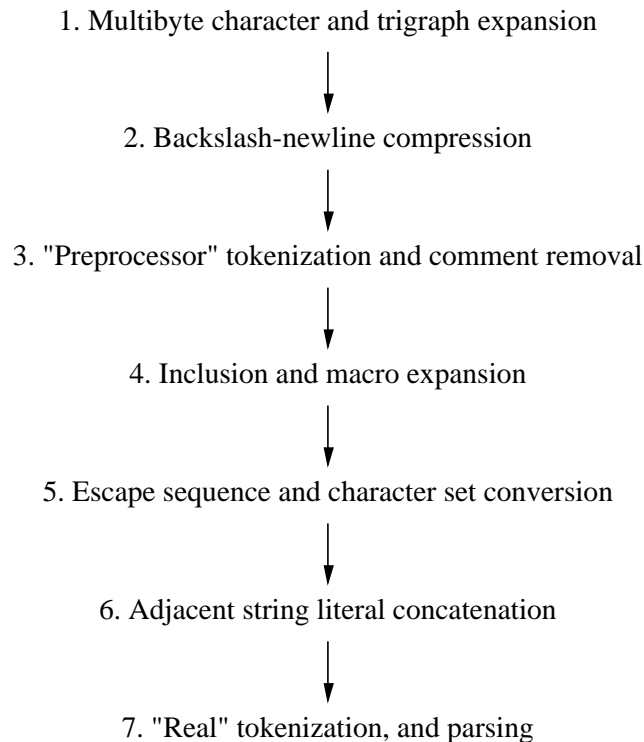 1. Multibyte character and trigraph expansion
2. Backslash-newline compression
3. "Preprocessor" tokenization and comment removal
4. Inclusion and macro expansion
5. Escape sequence and character set conversion
6. Adjacent string literal concatenation
7. "Real" tokenization, and parsing